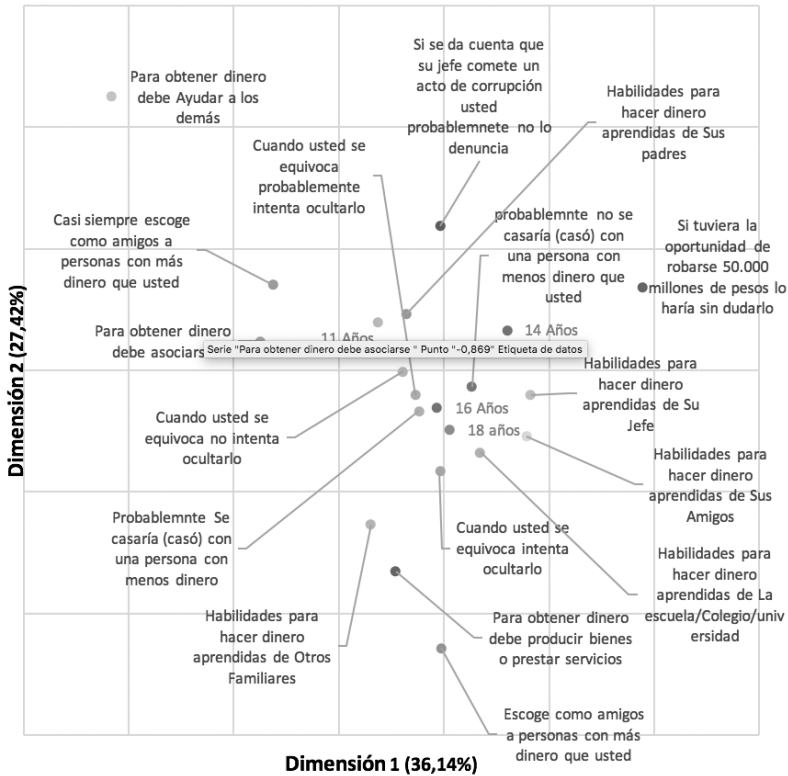 Para obtener dinero
debe Ayudar a los
demás
Si se da cuenta que
su jefe comete un
acto de corrupción
usted
probablemnete no lo
denuncia
Habilidades para
hacer dinero
aprendidas de Sus
padres
Cuando usted se
equivoca
probablemente
intenta ocultarlo
Casi siempre escoge
como amigos a
personas con más
dinero que usted
probablemnte no se
casaría (casó) con
una persona con
menos dinero que
usted
Si tuviera la
oportunidad de
robarse 50.000
millones de pesos lo
haría sin dudarlo
Para obtener dinero
debe asociars
11 Años
14 Años
Serie "Para obtener dinero debe asociarse " Punto "-0,869" Etiqueta de datos
Habilidades para
hacer dinero
aprendidas de Su
Jefe
16 Años
18 años
Cuando usted se
equivoca no intenta
ocultarlo
Habilidades para
hacer dinero
aprendidas de Sus
Amigos
Probablemnte Se
casaría (casó) con
una persona con
menos dinero
Cuando usted se
equivoca intenta
ocultarlo
Habilidades para
hacer dinero
aprendidas de La
escuela/Colegio/univ
ersidad
Habilidades para
hacer dinero
aprendidas de Otros
Familiares
Para obtener dinero
debe producir bienes
o prestar servicios
Escoge como amigos
a personas con más
dinero que usted
Dimensión 2 (27,42%)
Dimensión 1 (36,14%)